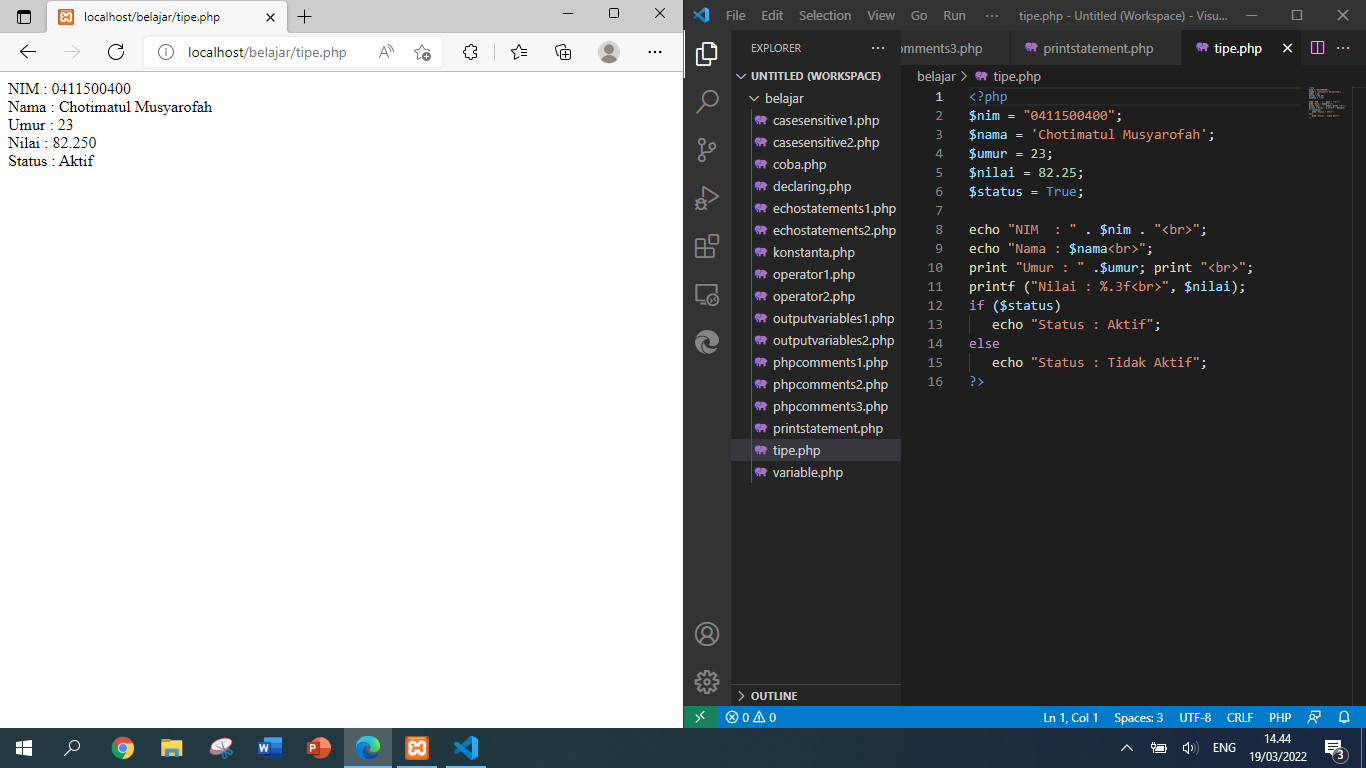 localhost/belajar/tipe.php
localhost/belajar/tipe.php
NIM : 0411500400
Nama : Chotimatul Musyarofah
Umur : 23
Nilai : 82.250
Status : Aktif
File Edit Selection View Go Run ··· tipe.php - Untitled (Workspace) - Visu...
EXPLORER ···
omments3.php printstatement.php tipe.php ···
UNTITLED (WORKSPACE)
belajar
casesensitive1.php
casesensitive2.php
coba.php
declaring.php
echostatements1.php
echostatements2.php
konstanta.php
operator1.php
operator2.php
outputvariables1.php
outputvariables2.php
phpcomments1.php
phpcomments2.php
phpcomments3.php
printstatement.php
tipe.php
variable.php
OUTLINE
belajar > tipe.php
1 <?php
2 $nim = "0411500400";
3 $nama = 'Chotimatul Musyarofah';
4 $umur = 23;
5 $nilai = 82.25;
6 $status = True;
7
8 echo "NIM  : " . $nim . "<br>";
9 echo "Nama : $nama<br>";
10 print "Umur : " .$umur; print "<br>";
11 printf ("Nilai : %.3f<br>", $nilai);
12 if ($status)
13    echo "Status : Aktif";
14 else
15    echo "Status : Tidak Aktif";
16 ?>
0 0 Ln 1, Col 1 Spaces: 3 UTF-8 CRLF PHP
ENG
14.44
19/03/2022
3